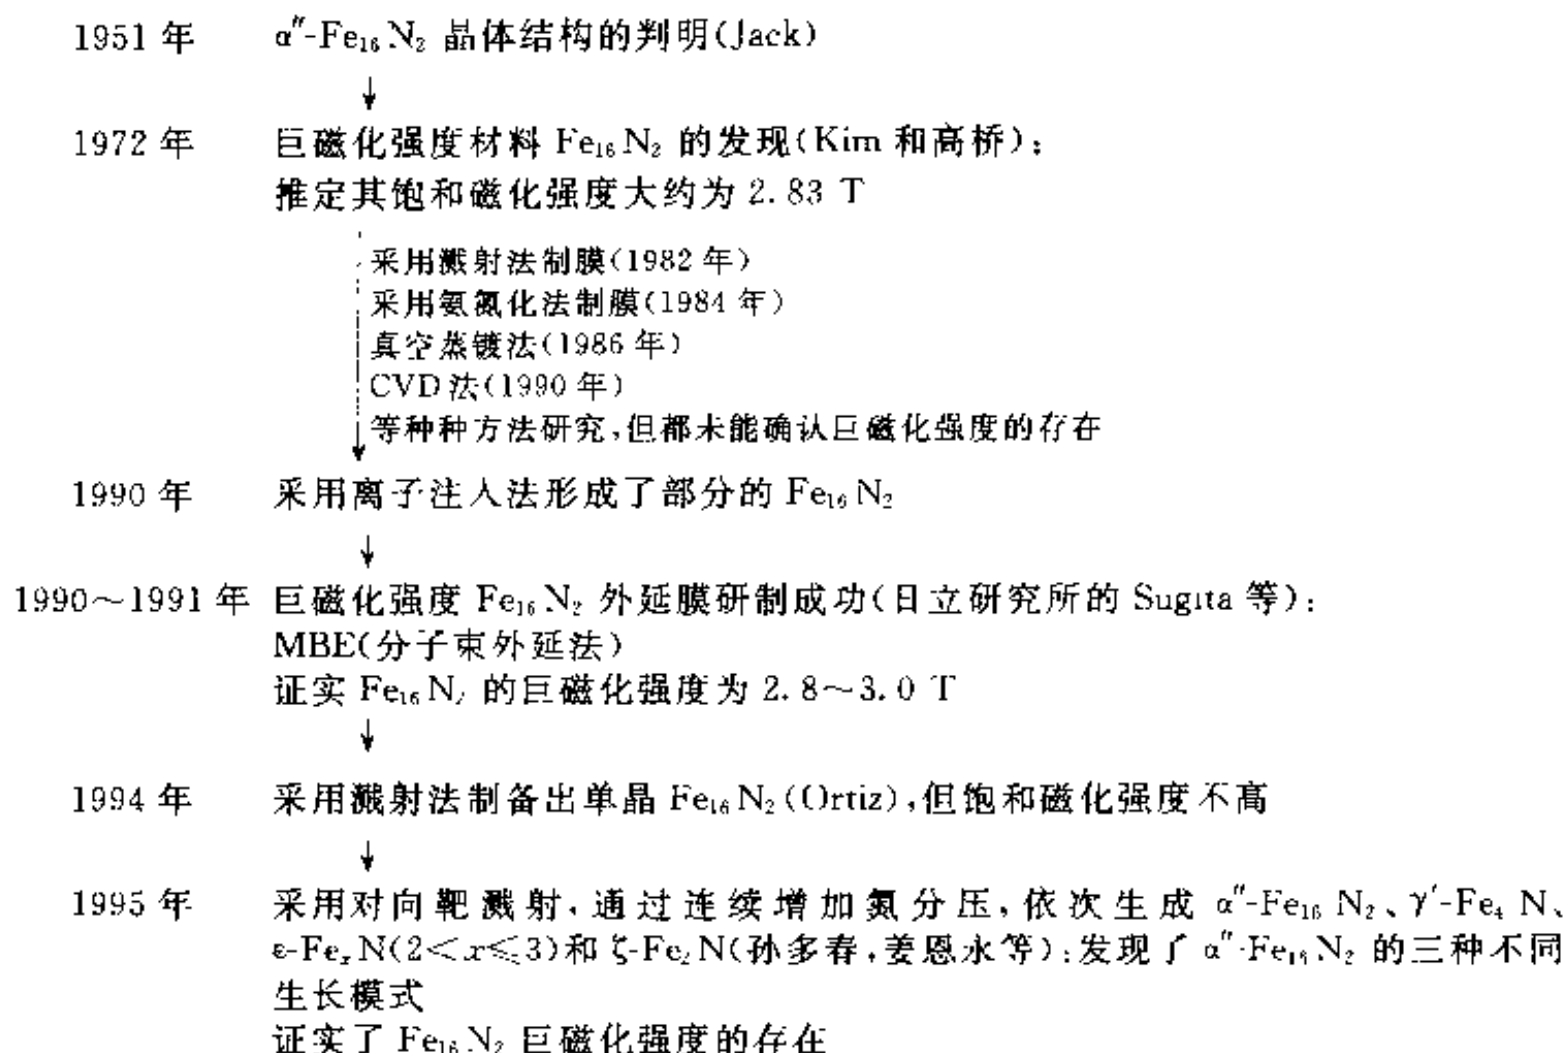 1951 年 α″-Fe₁₆N₂ 晶体结构的判明(Jack)
↓
1972 年 巨磁化强度材料 Fe₁₆N₂ 的发现(Kim 和高桥);
推定其饱和磁化强度大约为 2.83 T
采用溅射法制膜(1982 年)
采用氨氮化法制膜(1984 年)
真空蒸镀法(1986 年)
CVD 法(1990 年)
等种种方法研究,但都未能确认巨磁化强度的存在
1990 年 采用离子注入法形成了部分的 Fe₁₆N₂
↓
1990~1991 年 巨磁化强度 Fe₁₆N₂ 外延膜研制成功(日立研究所的 Sugita 等):
MBE(分子束外延法)
证实 Fe₁₆N₂ 的巨磁化强度为 2.8~3.0 T
↓
1994 年 采用溅射法制备出单晶 Fe₁₆N₂(Ortiz),但饱和磁化强度不高
↓
1995 年 采用对向靶溅射,通过连续增加氮分压,依次生成 α″-Fe₁₆N₂、γ′-Fe₄N、
ε-FeₓN(2<x≤3)和 ζ-Fe₂N(孙多春,姜恩永等);发现了 α″-Fe₁₆N₂ 的三种不同
生长模式
证实了 Fe₁₆N₂ 巨磁化强度的存在